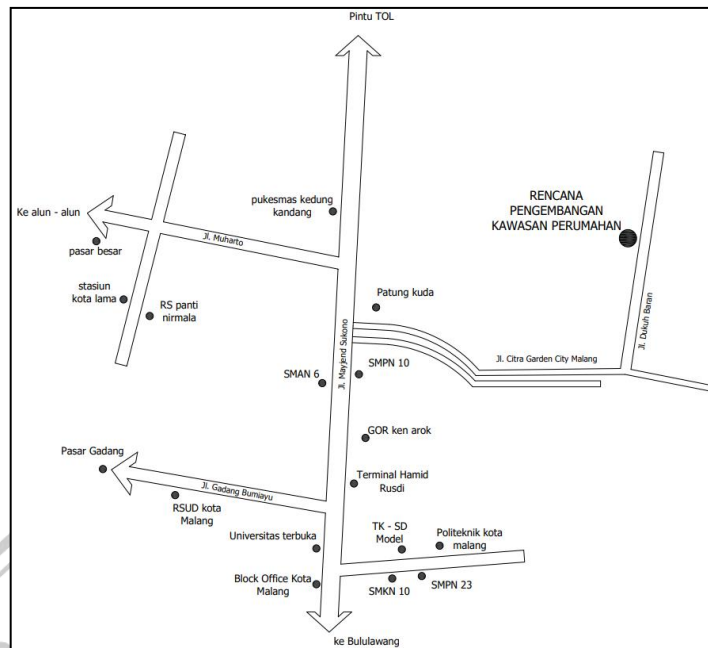 Pintu TOL
RENCANA
PENGEMBANGAN
KAWASAN PERUMAHAN
pukesmas kedung
kandang
Ke alun - alun
Jl. Muharto
pasar besar
stasiun
kota lama
RS panti
nirmala
Patung kuda
Jl. Dukuh Baran
Jl. Mayjend Sukono
Jl. Citra Garden City Malang
SMPN 10
SMAN 6
GOR ken arok
Pasar Gadang
Terminal Hamid
Rusdi
Jl. Gadang Bumiayu
RSUD kota
Malang
Universitas terbuka
TK - SD
Model
Politeknik kota
malang
Block Office Kota
Malang
SMKN 10
SMPN 23
ke Bululawang